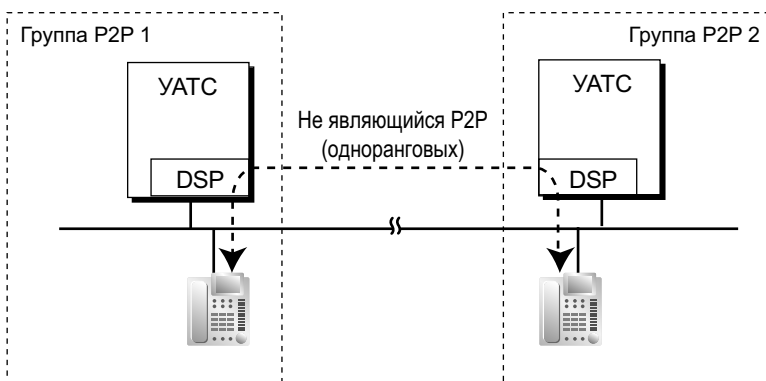 Группа P2P 1
Группа P2P 2
УАТС
УАТС
Не являющийся P2P
(одноранговых)
DSP
DSP